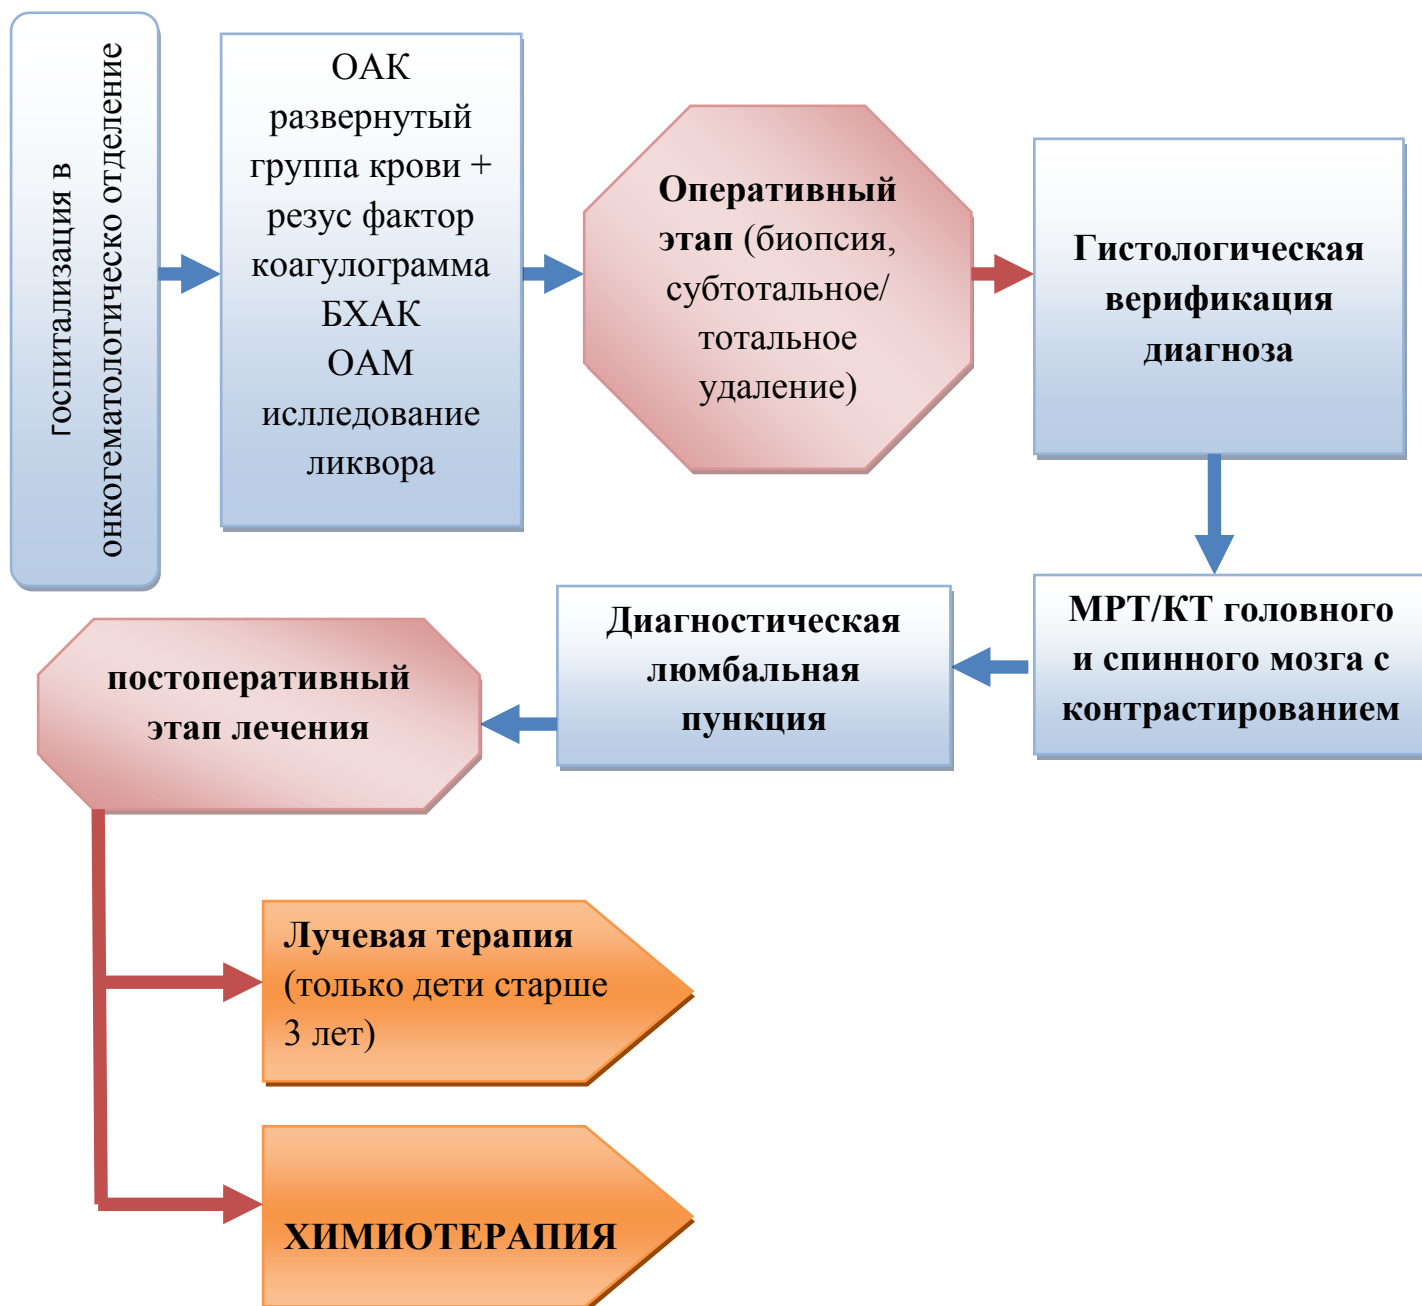 госпитализация в
онкогематологическо отделение
ОАК
развернутый
группа крови +
резус фактор
коагулограмма
БХАК
ОАМ
ислледование
ликвора
Оперативный
этап (биопсия,
субтотальное/
тотальное
удаление)
Гистологическая
верификация
диагноза
МРТ/КТ головного
и спинного мозга с
контрастированием
Диагностическая
люмбальная
пункция
постоперативный
этап лечения
Лучевая терапия
(только дети старше
3 лет)
ХИМИОТЕРАПИЯ